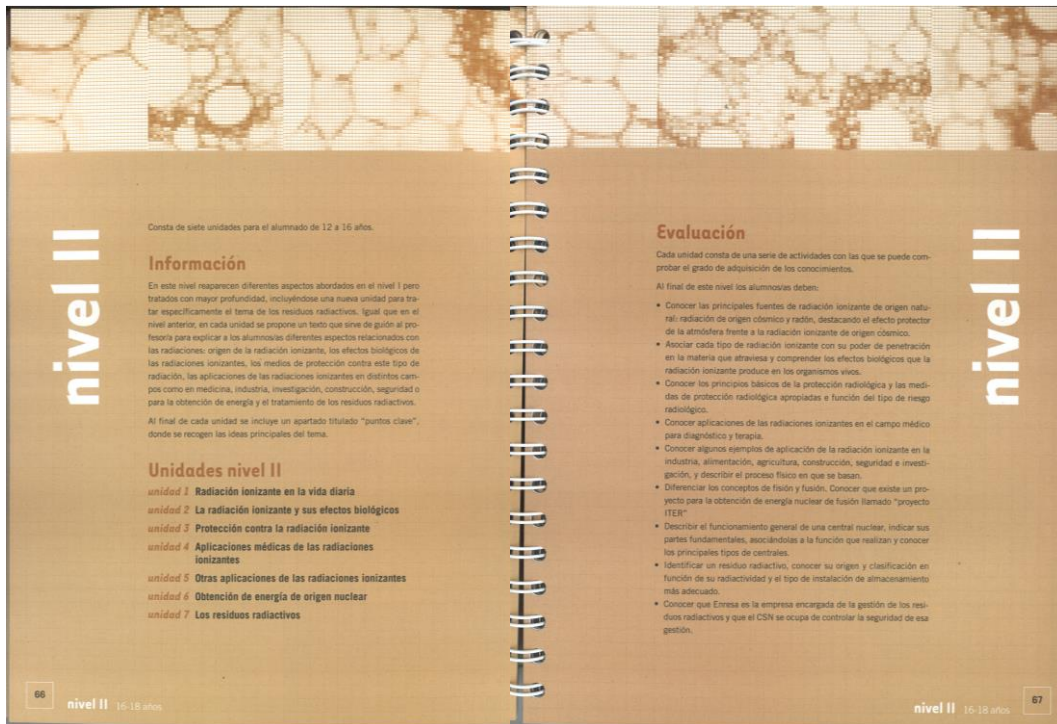 nivel II
Consta de siete unidades para el alumnado de 12 a 16 años.
Información
En este nivel reaparecen diferentes aspectos abordados en el nivel I pero
tratados con mayor profundidad, incluyéndose una nueva unidad para tra-
tar específicamente el tema de los residuos radiactivos. Igual que en el
nivel anterior, en cada unidad se propone un texto que sirve de guión al pro-
fesor/a para explicar a los alumnos/as diferentes aspectos relacionados con
las radiaciones: origen de la radiación ionizante, los efectos biológicos de
las radiaciones ionizantes, los medios de protección contra este tipo de
radiación, las aplicaciones de las radiaciones ionizantes en distintos cam-
pos como en medicina, industria, investigación, construcción, seguridad o
para la obtención de energía y el tratamiento de los residuos radiactivos.
Al final de cada unidad se incluye un apartado titulado “puntos clave”,
donde se recogen las ideas principales del tema.
Unidades nivel II
unidad 1 Radiación ionizante en la vida diaria
unidad 2 La radiación ionizante y sus efectos biológicos
unidad 3 Protección contra la radiación ionizante
unidad 4 Aplicaciones médicas de las radiaciones
ionizantes
unidad 5 Otras aplicaciones de las radiaciones ionizantes
unidad 6 Obtención de energía de origen nuclear
unidad 7 Los residuos radiactivos
66 nivel II 16-18 años
Evaluación
Cada unidad consta de una serie de actividades con las que se puede com-
probar el grado de adquisición de los conocimientos.
Al final de este nivel los alumnos/as deben:
• Conocer las principales fuentes de radiación ionizante de origen natu-
ral: radiación de origen cósmico y radón, destacando el efecto protector
de la atmósfera frente a la radiación ionizante de origen cósmico.
• Asociar cada tipo de radiación ionizante con su poder de penetración
en la materia que atraviesa y comprender los efectos biológicos que la
radiación ionizante produce en los organismos vivos.
• Conocer los principios básicos de la protección radiológica y las medi-
das de protección radiológica apropiadas e función del tipo de riesgo
radiológico.
• Conocer aplicaciones de las radiaciones ionizantes en el campo médico
para diagnóstico y terapia.
• Conocer algunos ejemplos de aplicación de la radiación ionizante en la
industria, alimentación, agricultura, construcción, seguridad e investi-
gación, y describir el proceso físico en que se basan.
• Diferenciar los conceptos de fisión y fusión. Conocer que existe un pro-
yecto para la obtención de energía nuclear de fusión llamado “proyecto
ITER”
• Describir el funcionamiento general de una central nuclear, indicar sus
partes fundamentales, asociándolas a la función que realizan y conocer
los principales tipos de centrales.
• Identificar un residuo radiactivo, conocer su origen y clasificación en
función de su radiactividad y el tipo de instalación de almacenamiento
más adecuado.
• Conocer que Enresa es la empresa encargada de la gestión de los resi-
duos radiactivos y que el CSN se ocupa de controlar la seguridad de esa
gestión.
nivel II
nivel II 16-18 años 67